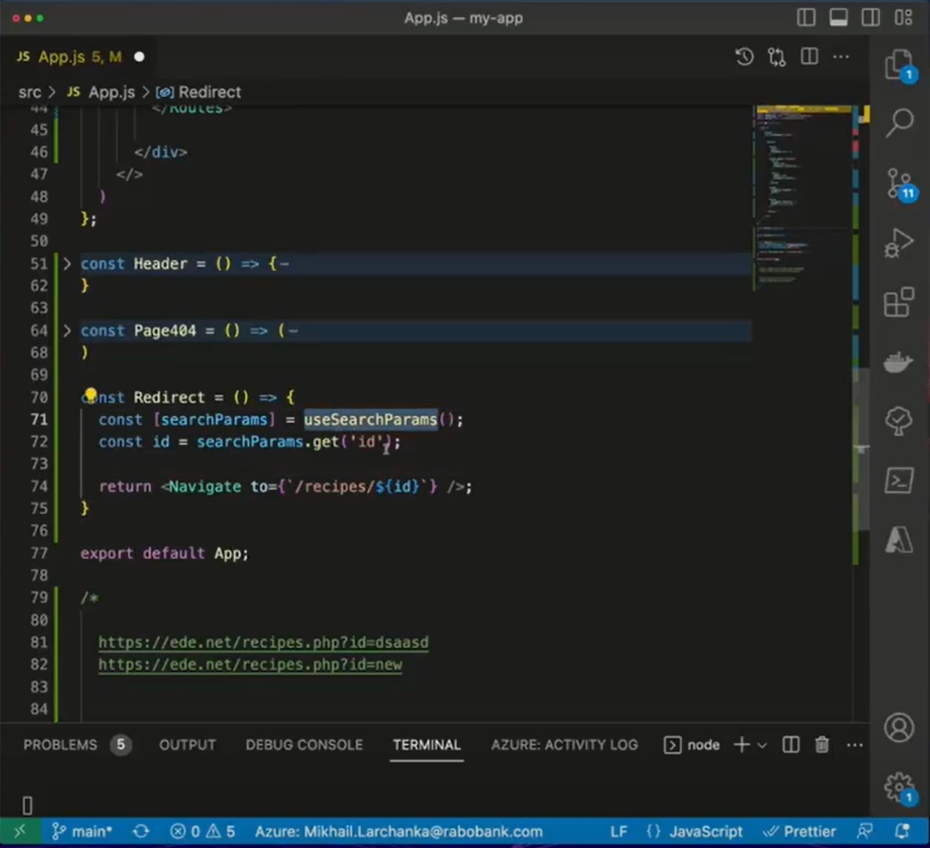 App.js — my-app
JS App.js 5, M
src > JS App.js > Redirect
44 </Routes>
45
46 </div>
47 </>
48 )
49 };
50
51 const Header = () => {
62 }
63
64 const Page404 = () => (
68 )
69
70 nst Redirect = () => {
71 const [searchParams] = useSearchParams();
72 const id = searchParams.get('id');
73
74 return <Navigate to={`/recipes/${id}`} />;
75 }
76
77 export default App;
78
79 /*
80
81 https://ede.net/recipes.php?id=dsaasd
82 https://ede.net/recipes.php?id=new
83
84
1
11
PROBLEMS 5 OUTPUT DEBUG CONSOLE TERMINAL AZURE: ACTIVITY LOG node
1
main* 0 5 Azure: Mikhail.Larchanka@rabobank.com LF {} JavaScript Prettier